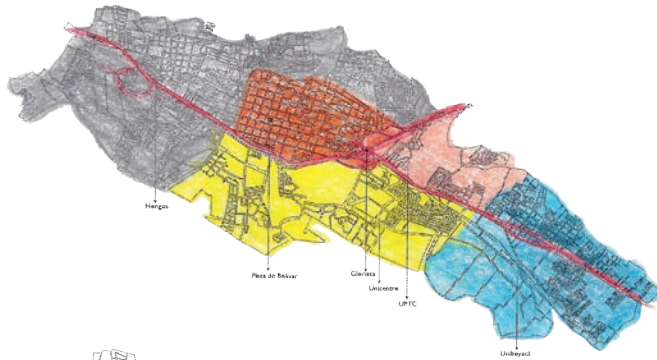 Hongos
Plaza de Bolívar
Glorieta
Unicentro
UPTC
Uniboyacá